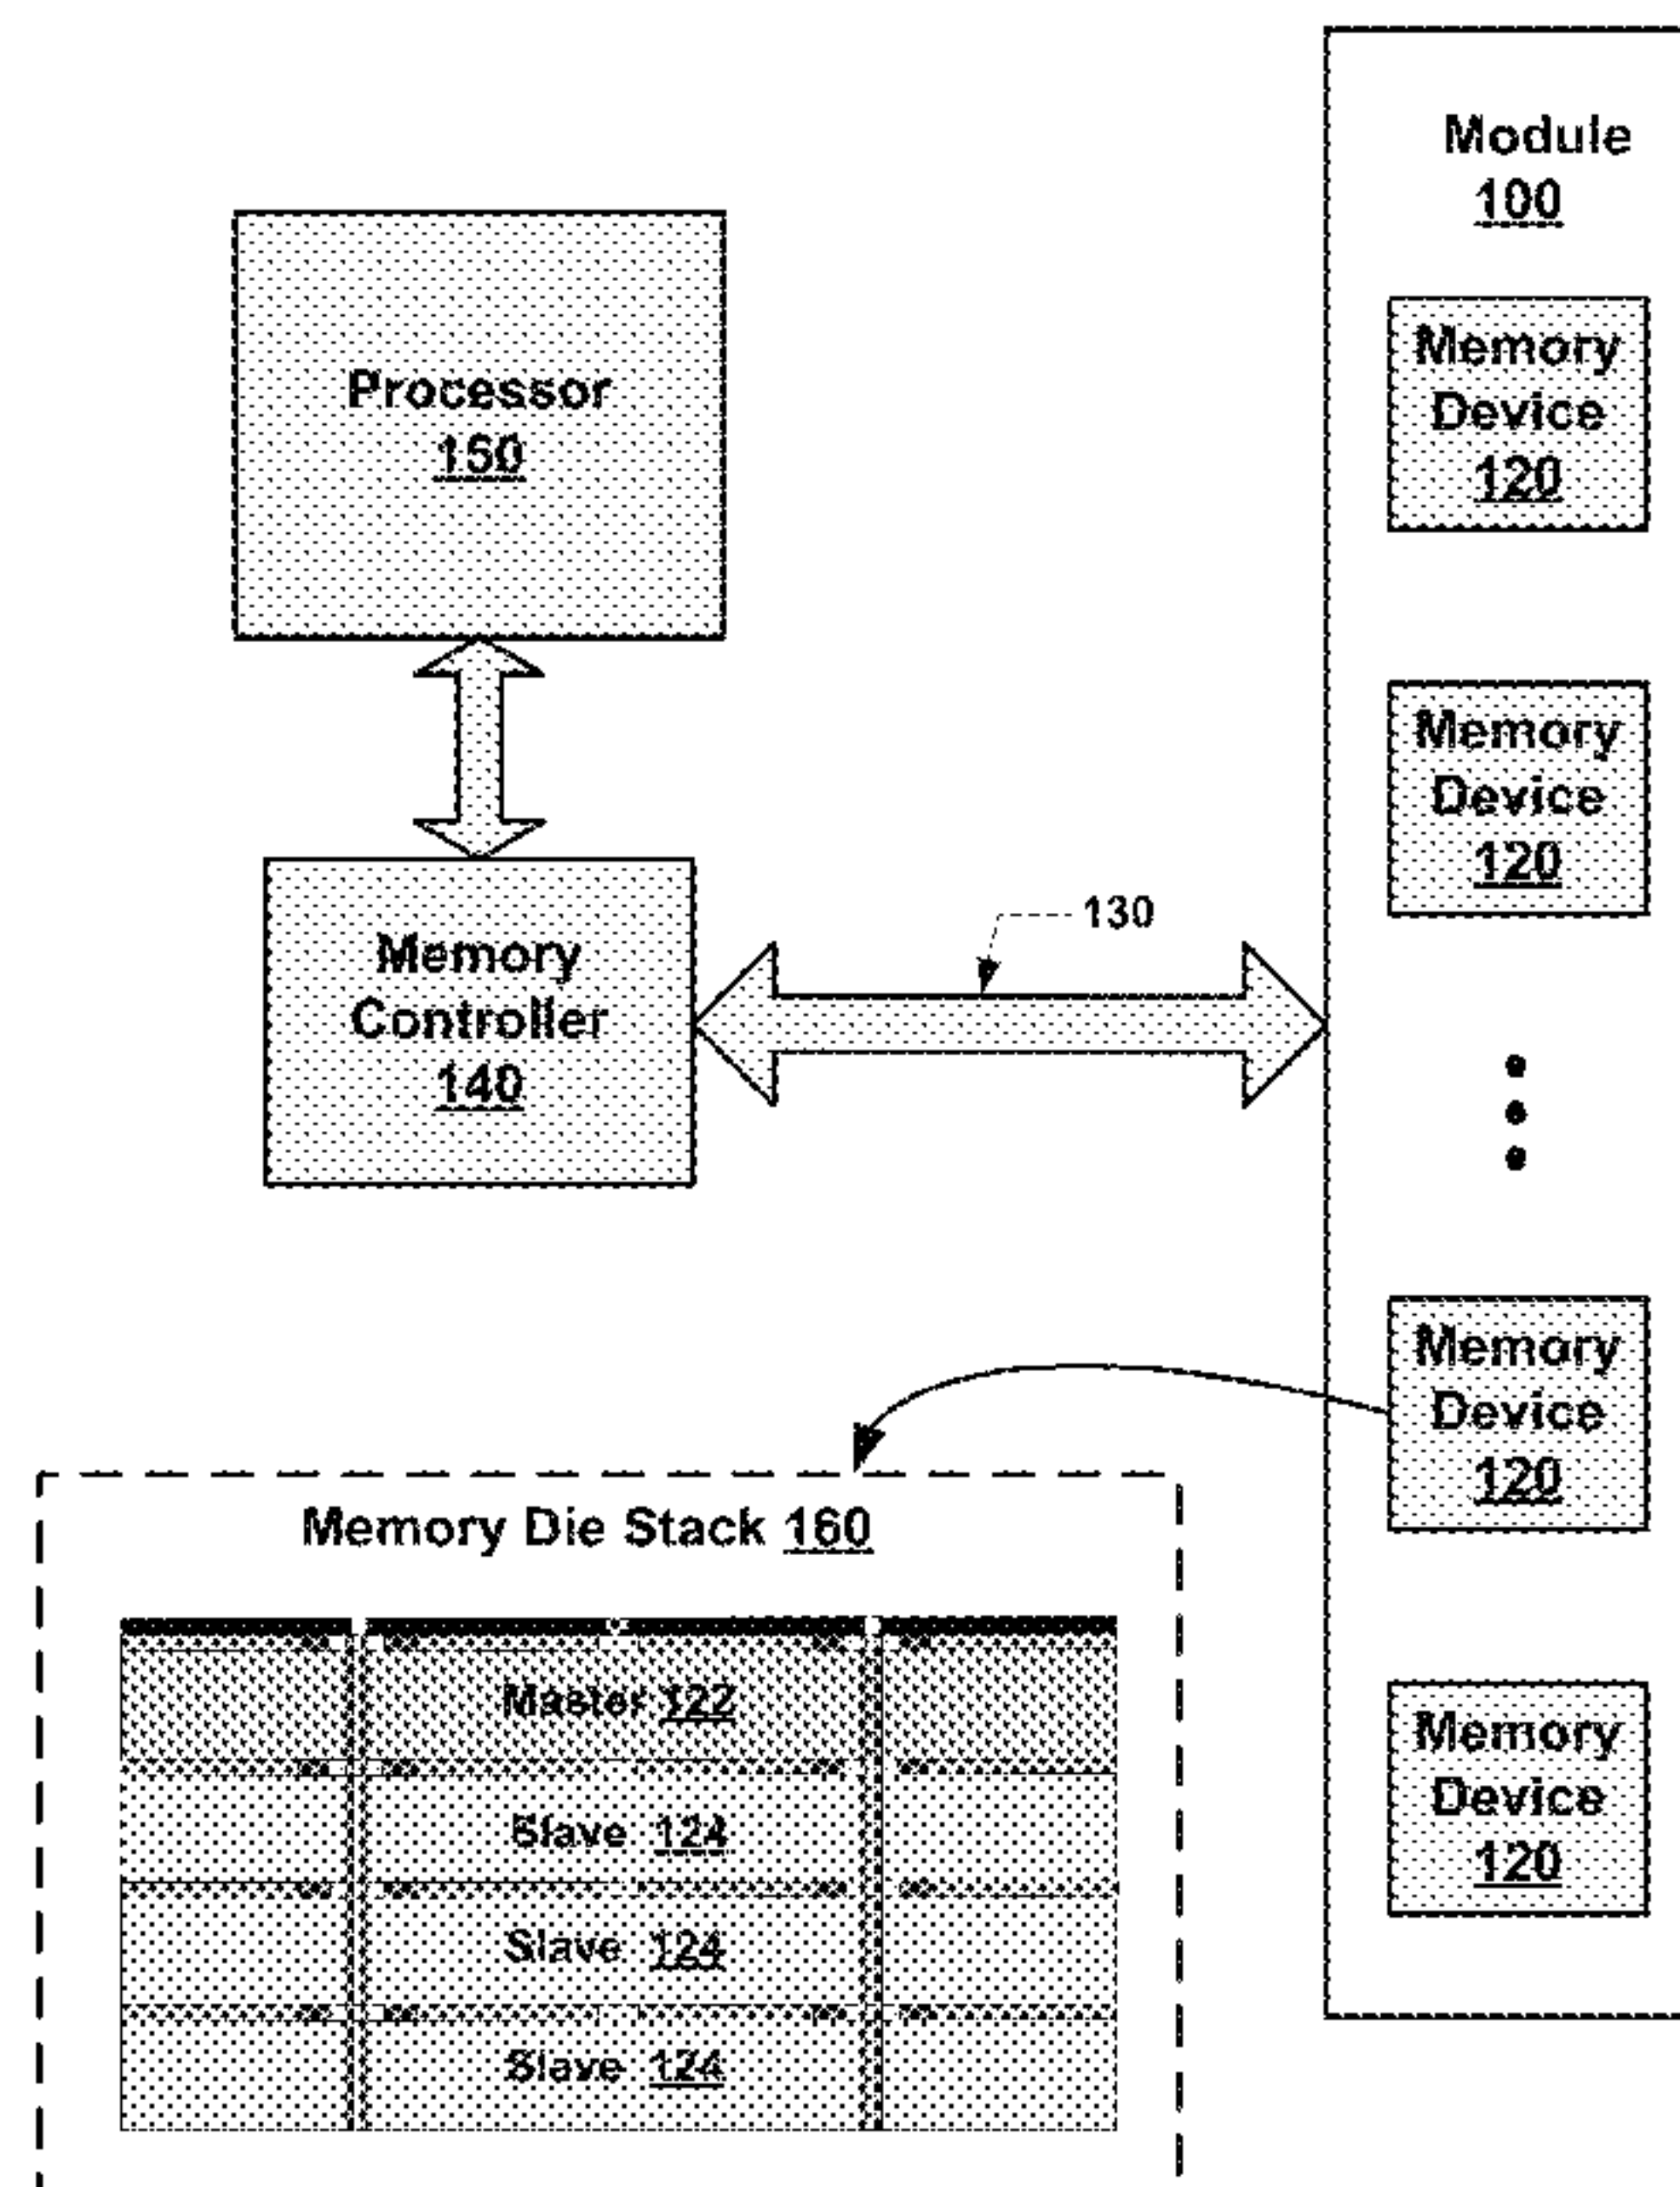 Module
100
Memory
Device
120
Processor
150
Memory
Device
120
130
Memory
Controller
140
Memory
Device
120
Memory Die Stack 160
Master 122
Memory
Device
120
Slave 124
Slave 124
Slave 124